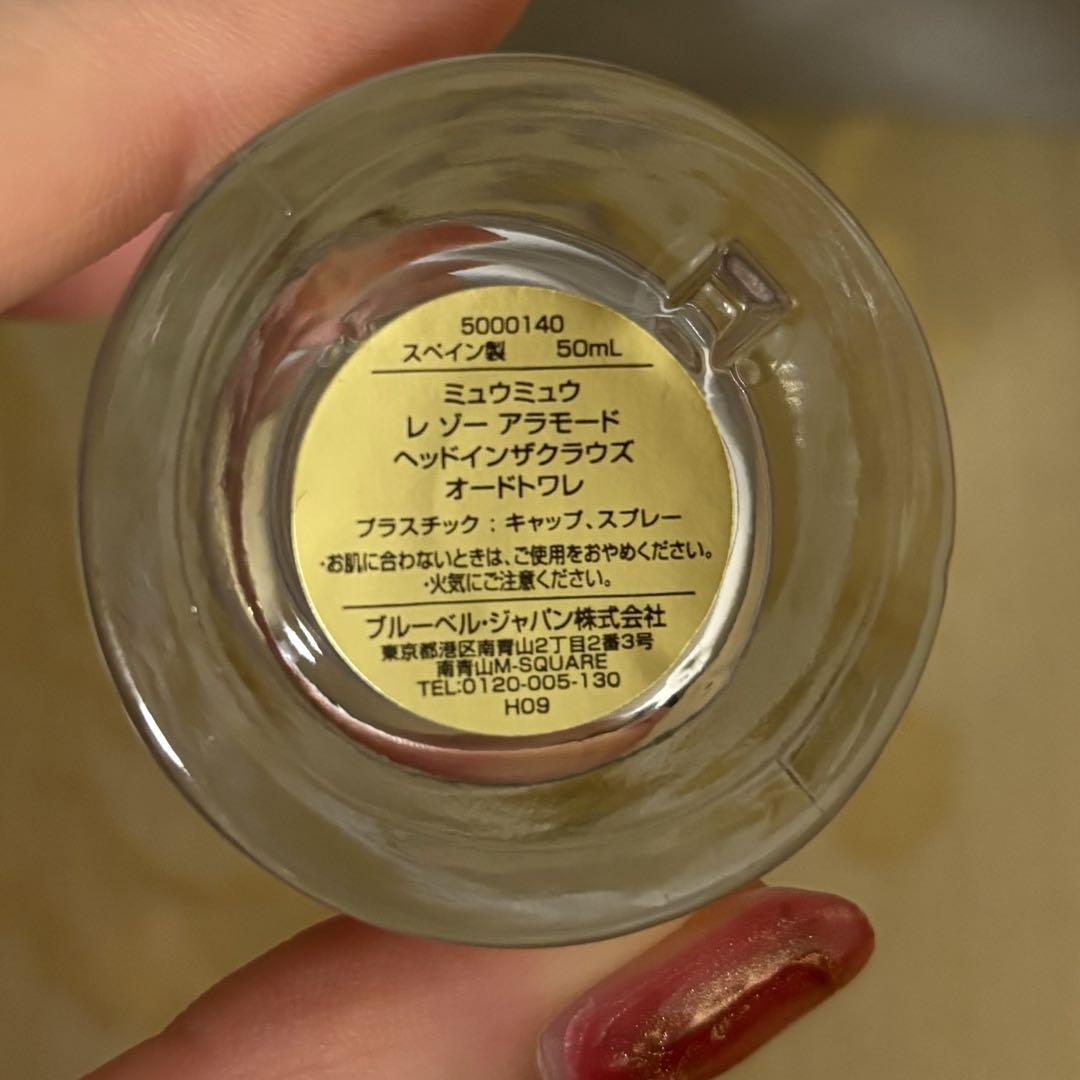 5000140
スペイン製 50mL
ミュウミュウ
レ ゾー アラモード
ヘッドインザクラウズ
オードトワレ
プラスチック：キャップ、スプレー
・お肌に合わないときは、ご使用をおやめください。
・火気にご注意ください。
ブルーベル・ジャパン株式会社
東京都港区南青山2丁目2番3号
南青山M-SQUARE
TEL:0120-005-130
H09